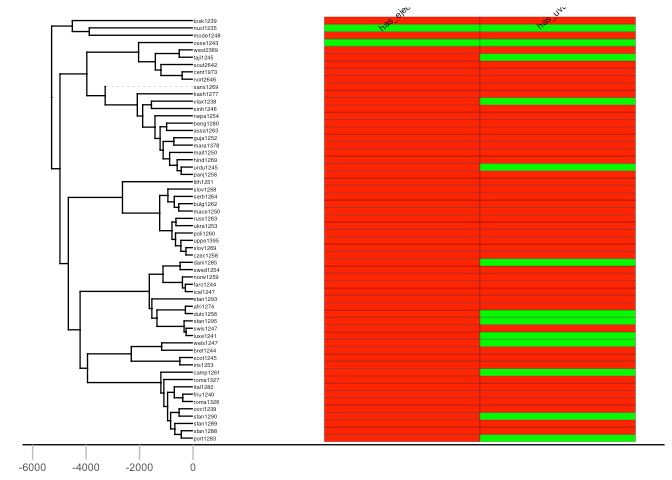 has_ejec has_uvu
tosk1239
nucl1235
mode1248
osse1243
west2369
taji1245
sout2642
cent1973
nort2646
sans1269
kash1277
vlax1238
sinh1246
nepa1254
beng1280
assa1263
guja1252
mara1378
mait1250
hind1269
urdu1245
panj1256
lith1251
slov1268
serb1264
bulg1262
mace1250
russ1263
ukra1253
poli1260
uppe1395
slov1269
czec1258
dani1285
swed1254
norw1259
faro1244
icel1247
stan1293
afri1274
dutc1256
stan1295
swis1247
luxe1241
wels1247
bret1244
scot1245
iris1253
camp1261
roma1327
ital1282
friu1240
roma1326
occi1239
stan1290
stan1289
stan1288
port1283
-6000 -4000 -2000 0